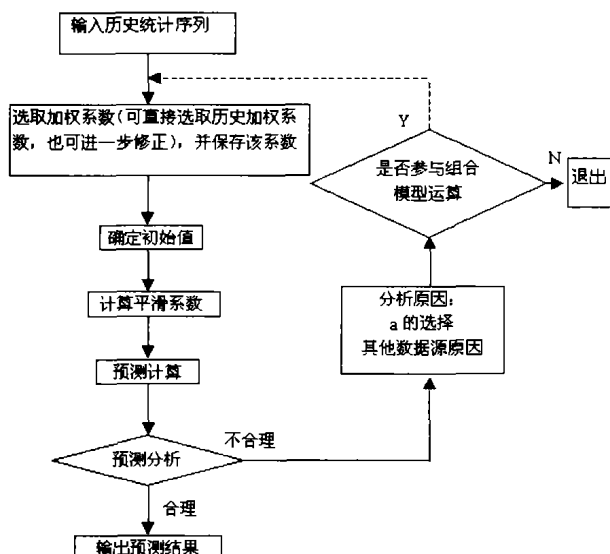 输入历史统计序列
选取加权系数(可直接选取历史加权系
数，也可进一步修正)，并保存该系数
确定初始值
计算平滑系数
预测计算
预测分析
不合理
合理
输出预测结果
分析原因：
a 的选择
其他数据源原因
Y
是否参与组合
模型运算
N
退出